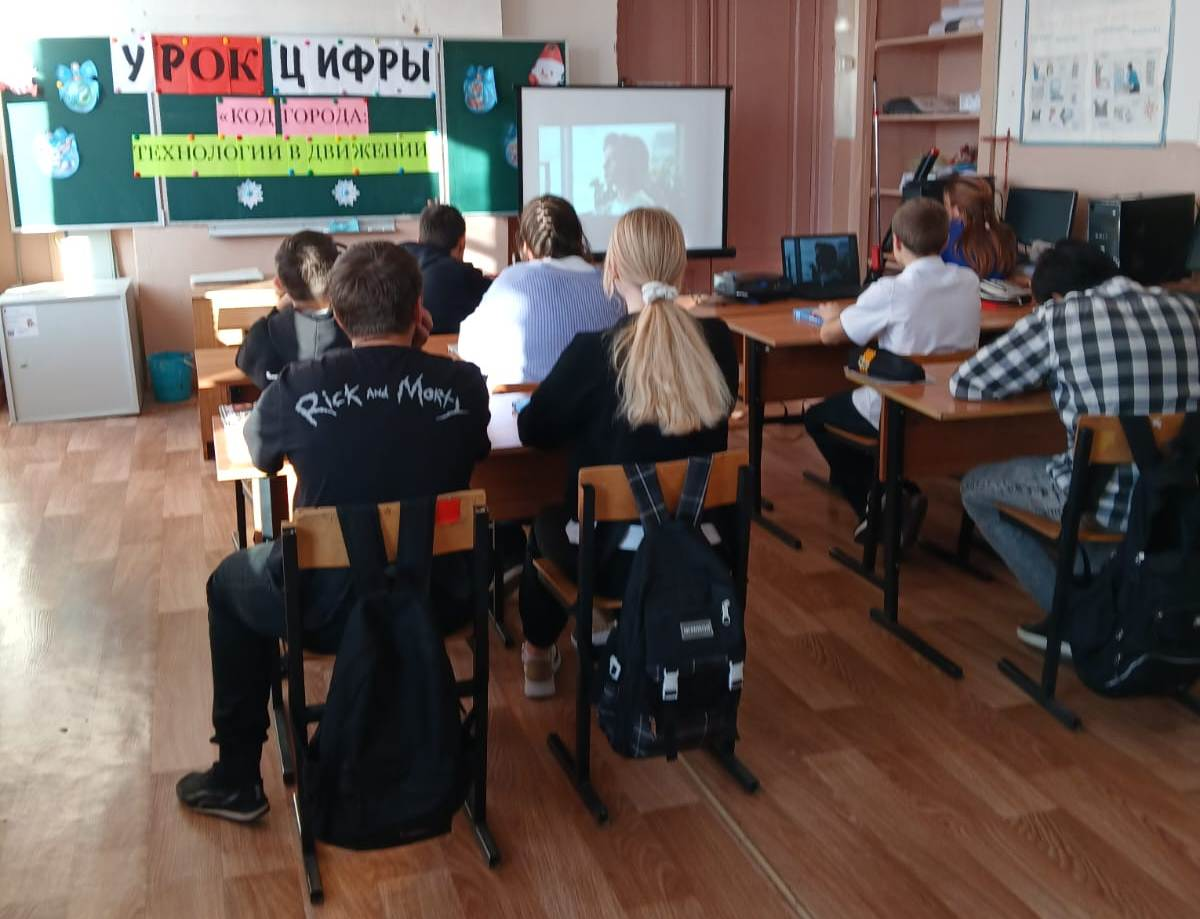 УРОК ЦИФРЫ
«КОД ГОРОДА:
ТЕХНОЛОГИИ В ДВИЖЕНИИ
RICK AND MORTY